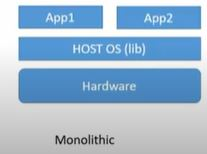 App1 App2
HOST OS (lib)
Hardware
Monolithic